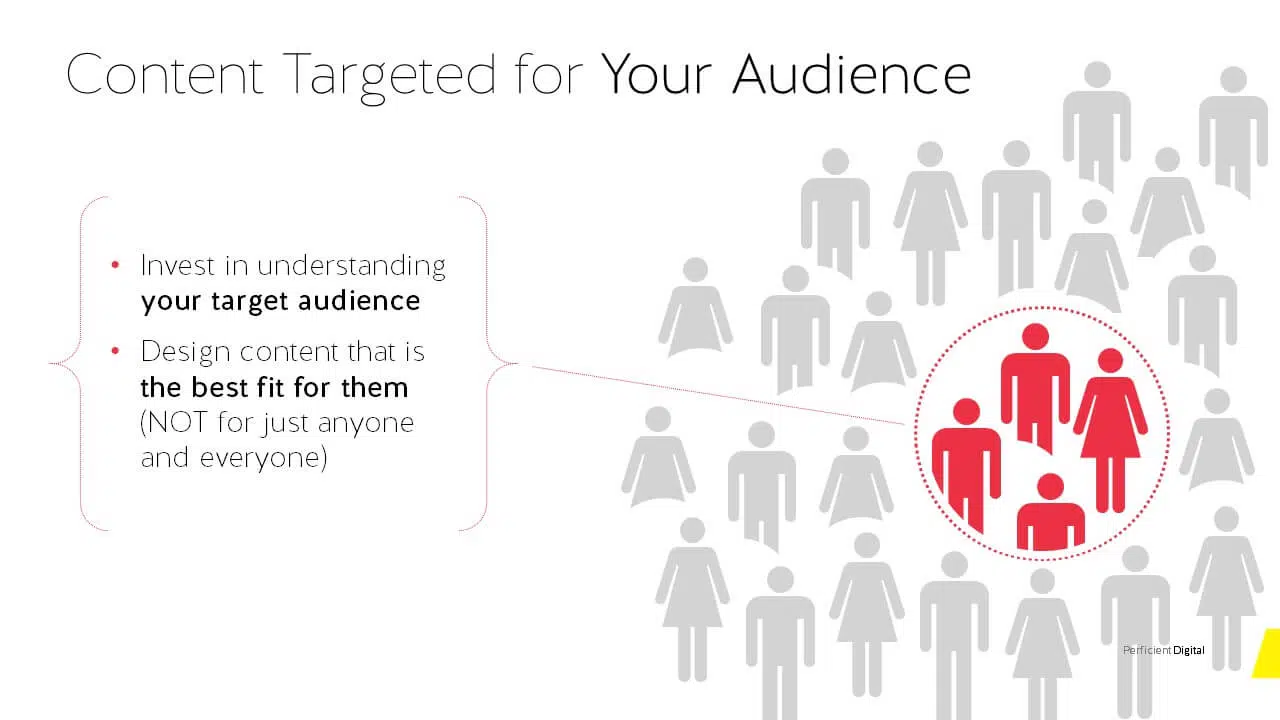 Content Targeted for Your Audience
• Invest in understanding
your target audience
• Design content that is
the best fit for them
(NOT for just anyone
and everyone)
Perficient Digital